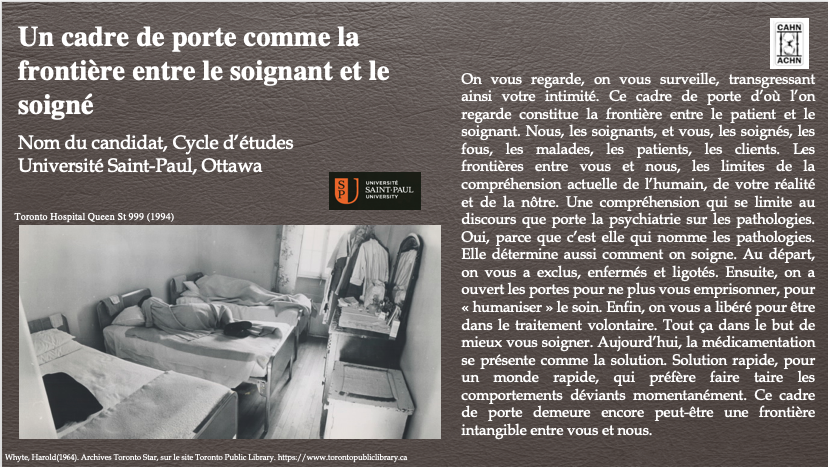 Un cadre de porte comme la
frontière entre le soignant et le
soigné
Nom du candidat, Cycle d'études
Université Saint-Paul, Ottawa
SP
UNIVERSITÉ
SAINT-PAUL
UNIVERSITY
Toronto Hospital Queen St 999 (1994)
Whyte, Harold(1964). Archives Toronto Star, sur le site Toronto Public Library. https://www.torontopubliclibrary.ca
CAHN
ACHN
On vous regarde, on vous surveille, transgressant
ainsi votre intimité. Ce cadre de porte d'où l'on
regarde constitue la frontière entre le patient et le
soignant. Nous, les soignants, et vous, les soignés, les
fous, les malades, les patients, les clients. Les
frontières entre vous et nous, les limites de la
compréhension actuelle de l'humain, de votre réalité
et de la nôtre. Une compréhension qui se limite au
discours que porte la psychiatrie sur les pathologies.
Oui, parce que c'est elle qui nomme les pathologies.
Elle détermine aussi comment on soigne. Au départ,
on vous a exclus, enfermés et ligotés. Ensuite, on a
ouvert les portes pour ne plus vous emprisonner, pour
« humaniser » le soin. Enfin, on vous a libéré pour être
dans le traitement volontaire. Tout ça dans le but de
mieux vous soigner. Aujourd'hui, la médicamentation
se présente comme la solution. Solution rapide, pour
un monde rapide, qui préfère faire taire les
comportements déviants momentanément. Ce cadre
de porte demeure encore peut-être une frontière
intangible entre vous et nous.